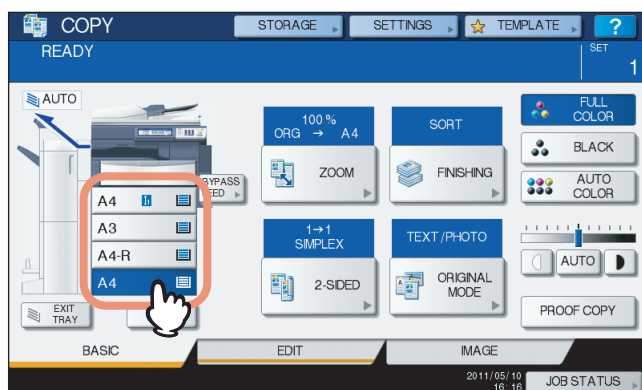 COPY
STORAGE
SETTINGS
TEMPLATE
?
READY
SET
1
AUTO
100 %
ORG → A4
SORT
FULL
COLOR
ZOOM
FINISHING
BLACK
BYPASS
FEED
AUTO
COLOR
A4
A3
A4-R
A4
1→1
SIMPLEX
TEXT/PHOTO
2-SIDED
ORIGINAL
MODE
AUTO
EXIT
TRAY
PROOF COPY
BASIC
EDIT
IMAGE
2011/05/10
16:16
JOB STATUS